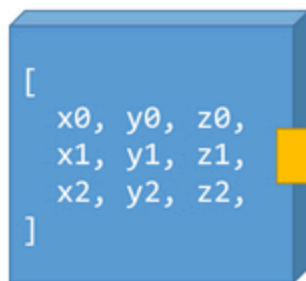 [
x0, y0, z0,
x1, y1, z1,
x2, y2, z2,
]